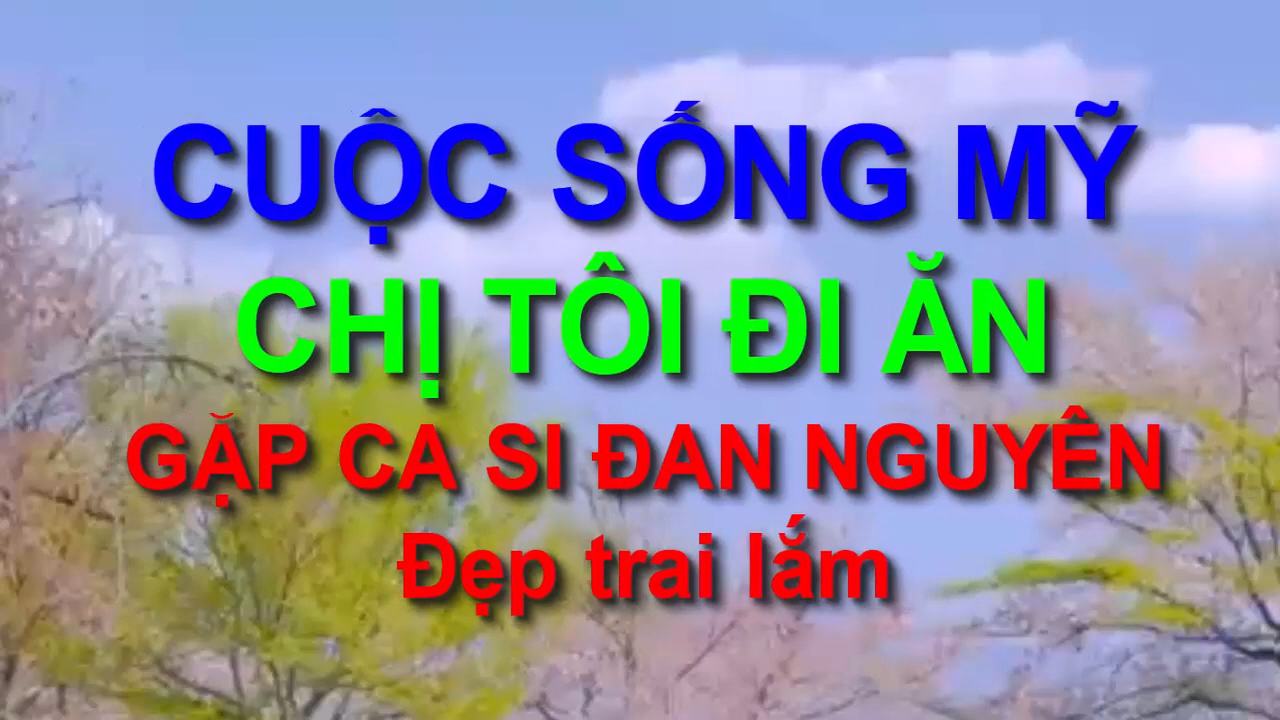 CUỘC SỐNG MỸ
CHỊ TÔI ĐI ĂN
GẶP CA SI ĐAN NGUYÊN
Đẹp trai lắm